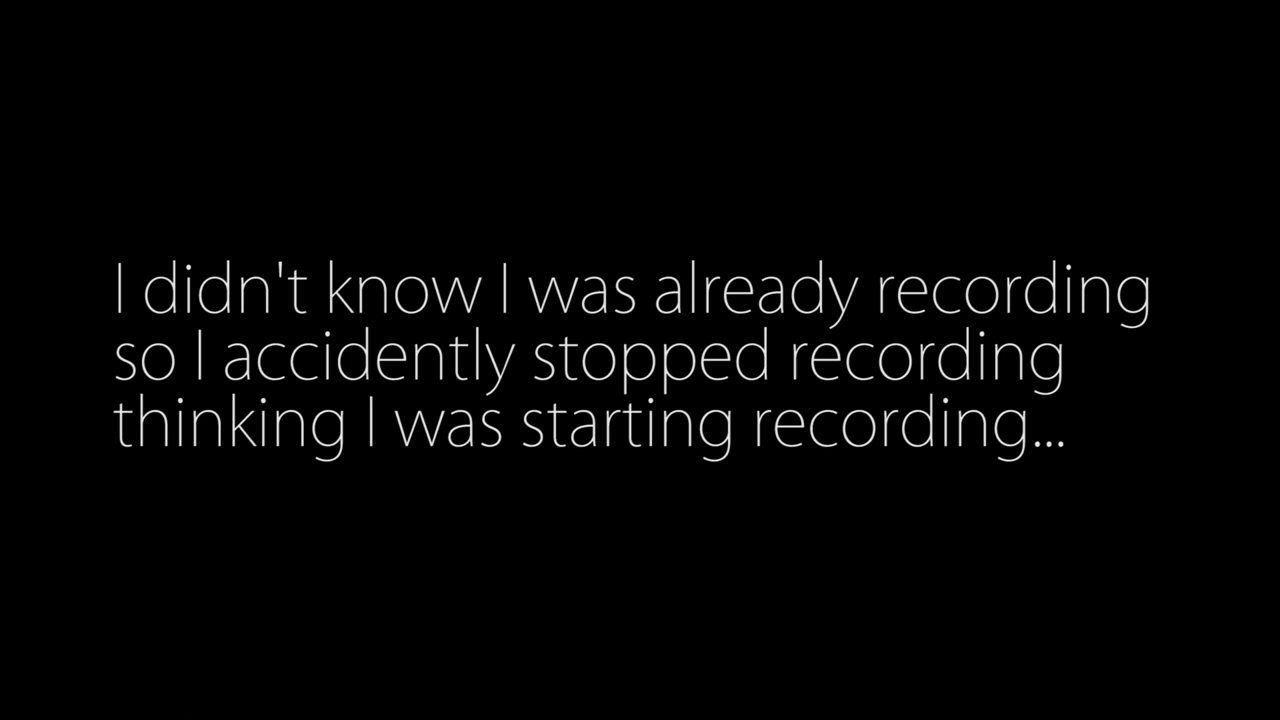 I didn't know I was already recording
so I accidently stopped recording
thinking I was starting recording...